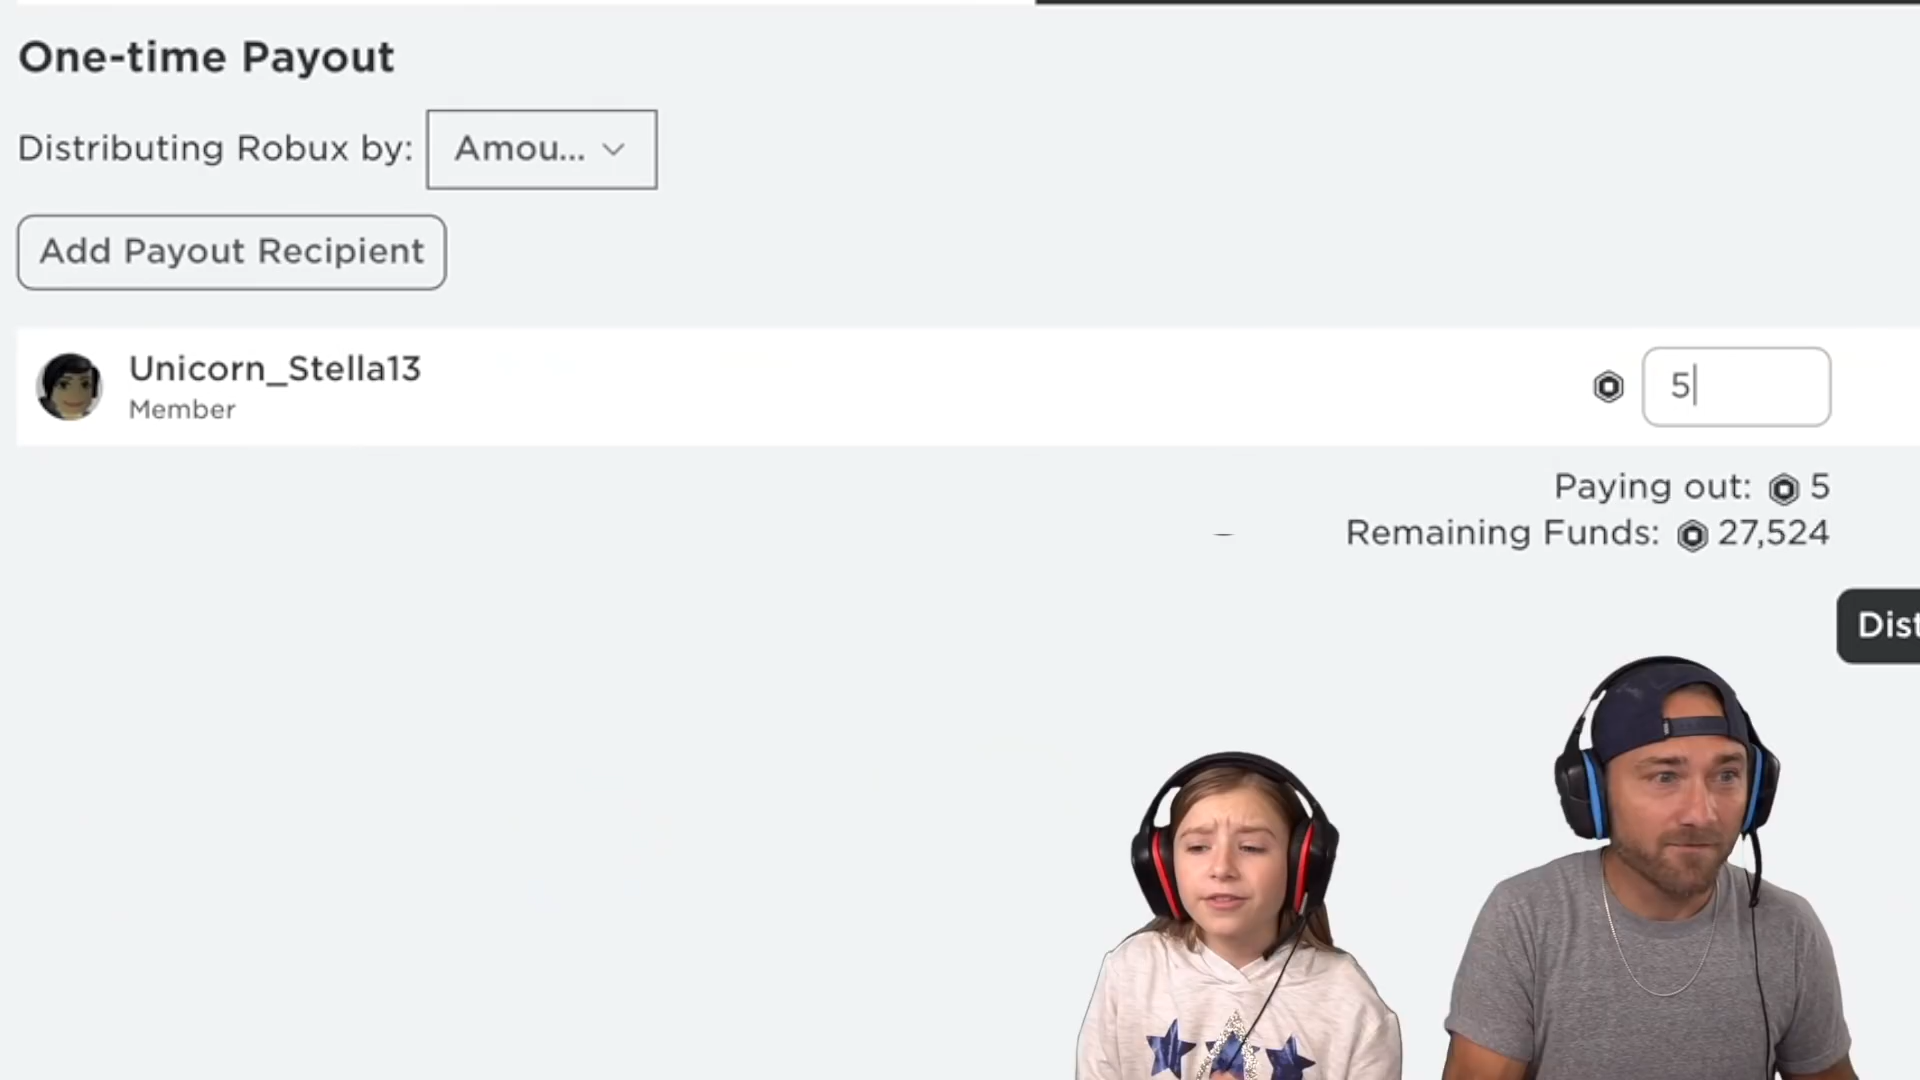 One-time Payout
Distributing Robux by: Amou...
Add Payout Recipient
Unicorn_Stella13
Member
5
Paying out: 5
Remaining Funds: 27,524
Dist